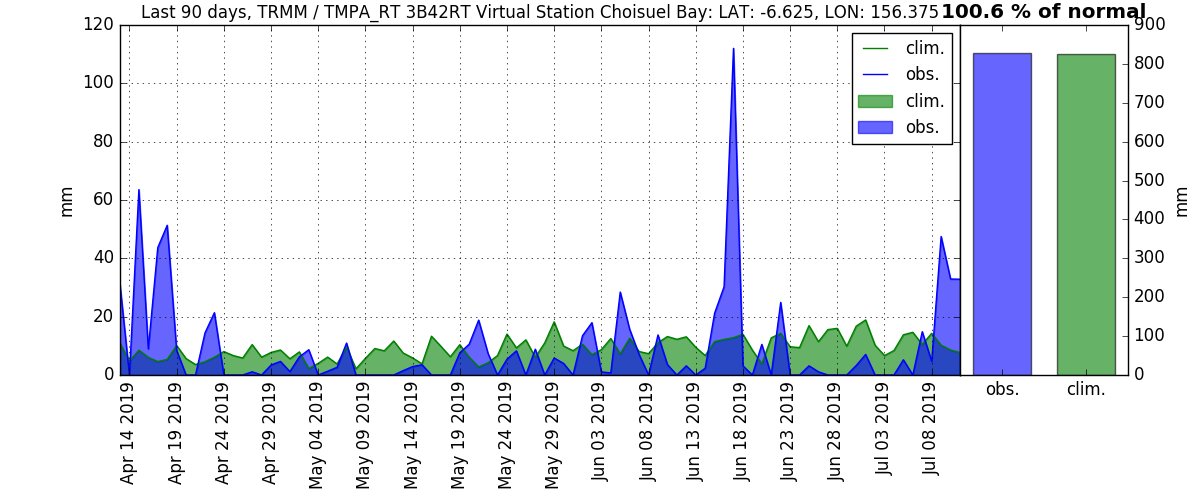 Last 90 days, TRMM / TMPA_RT 3B42RT Virtual Station Choisuel Bay: LAT: -6.625, LON: 156.375 100.6 % of normal
120
100
80
60
40
20
0
mm
clim.
obs.
clim.
obs.
900
800
700
600
500
400
300
200
100
0
mm
Apr 14 2019
Apr 19 2019
Apr 24 2019
Apr 29 2019
May 04 2019
May 09 2019
May 14 2019
May 19 2019
May 24 2019
May 29 2019
Jun 03 2019
Jun 08 2019
Jun 13 2019
Jun 18 2019
Jun 23 2019
Jun 28 2019
Jul 03 2019
Jul 08 2019
obs.
clim.